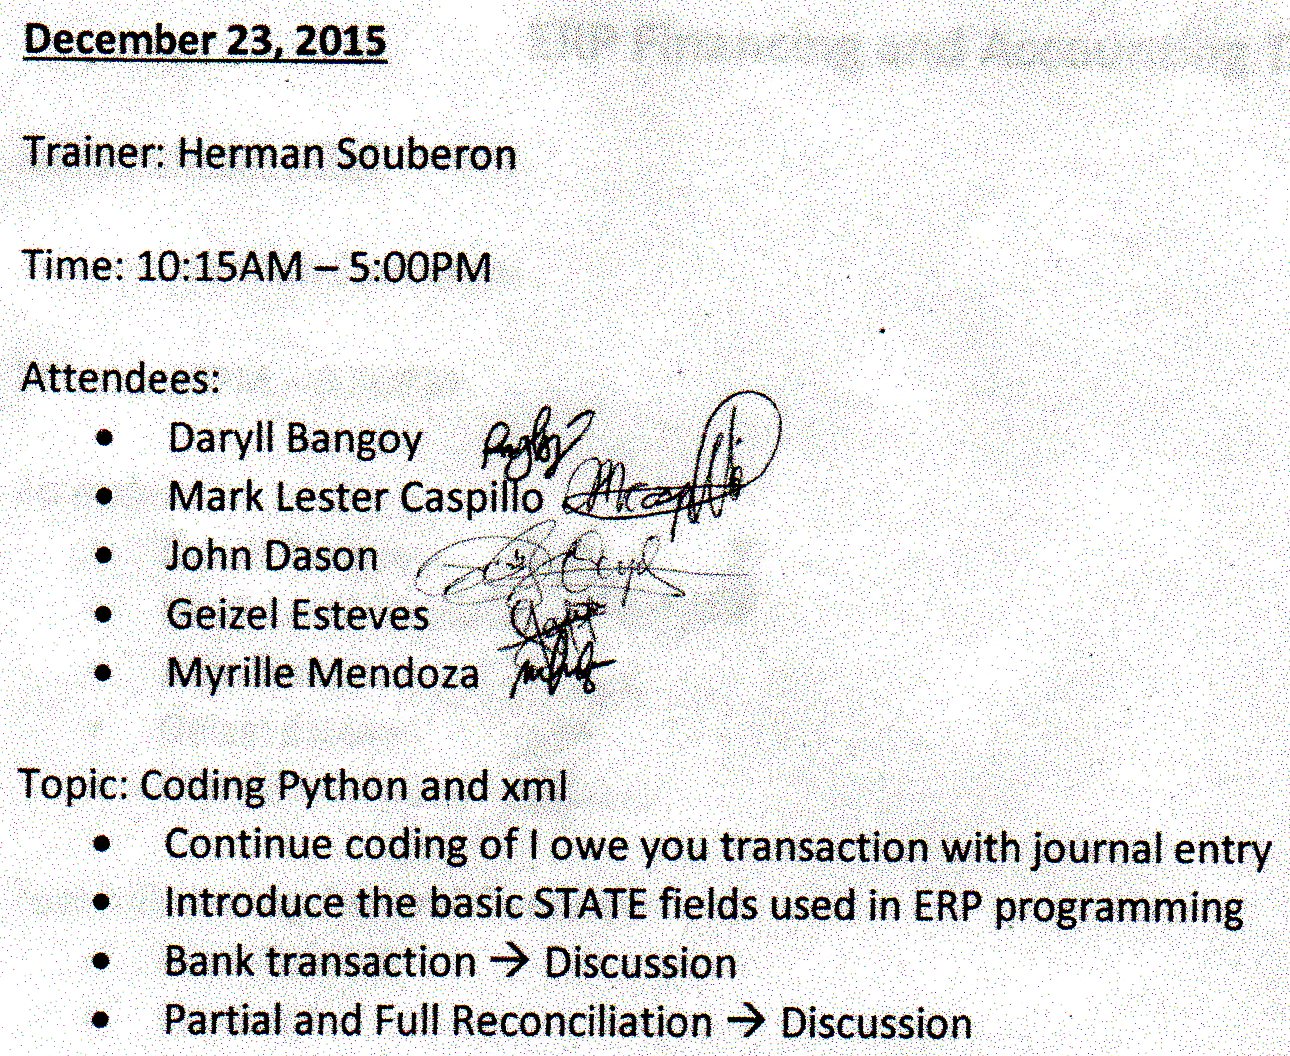 December 23, 2015
Trainer: Herman Souberon
Time: 10:15AM – 5:00PM
Attendees:
• Daryll Bangoy
• Mark Lester Caspillo
• John Dason
• Geizel Esteves
• Myrille Mendoza
Topic: Coding Python and xml
• Continue coding of I owe you transaction with journal entry
• Introduce the basic STATE fields used in ERP programming
• Bank transaction → Discussion
• Partial and Full Reconciliation → Discussion